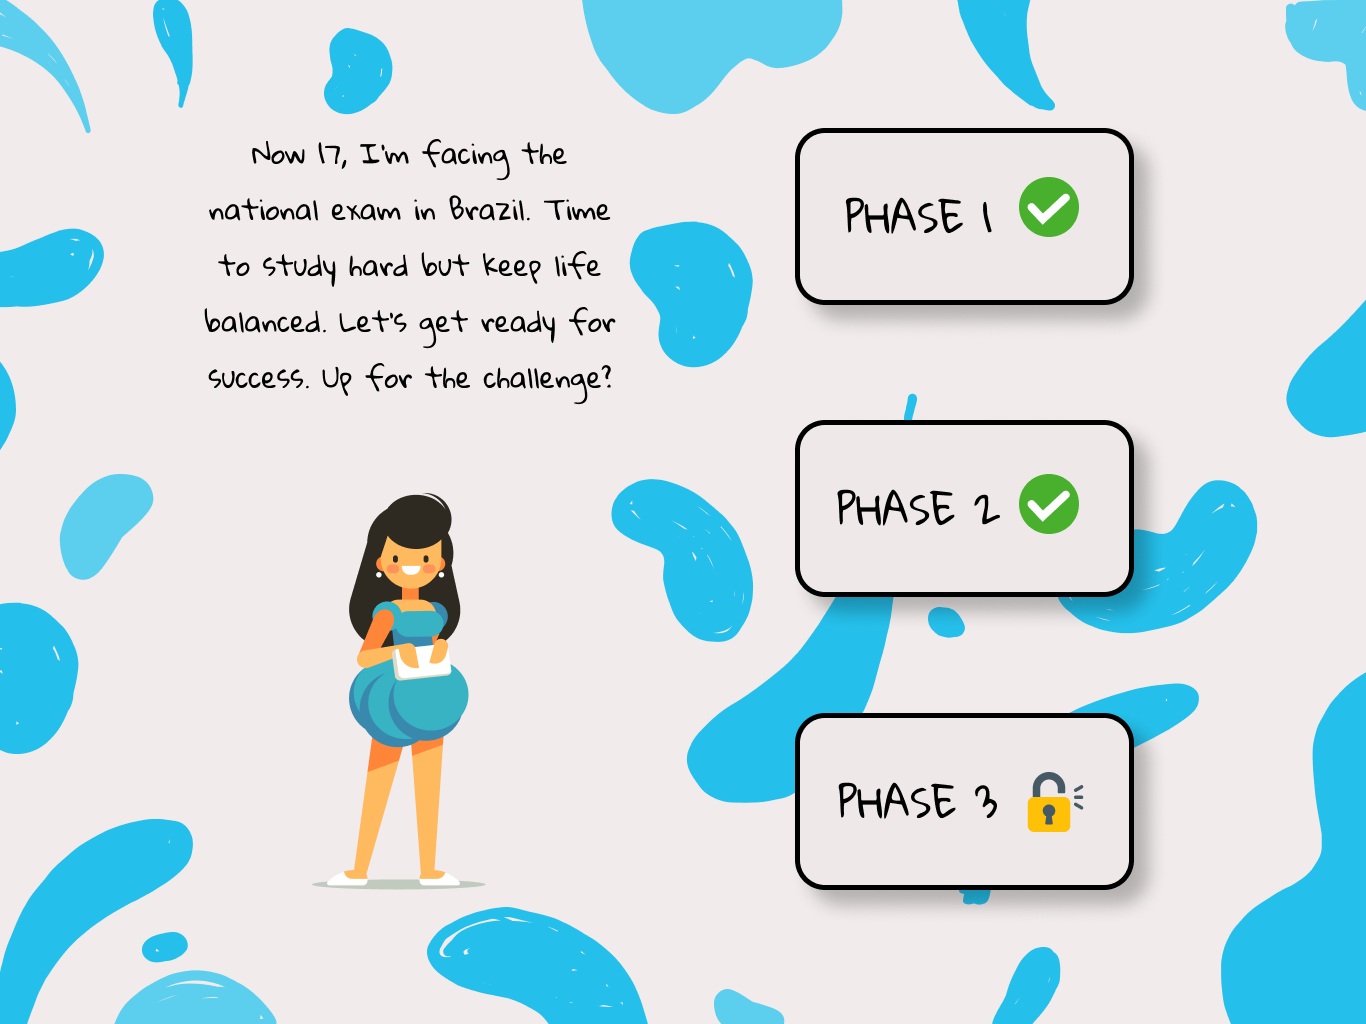 Now 17, I'm facing the
national exam in Brazil. Time
to study hard but keep life
balanced. Let's get ready for
success. Up for the challenge?
PHASE 1
PHASE 2
PHASE 3